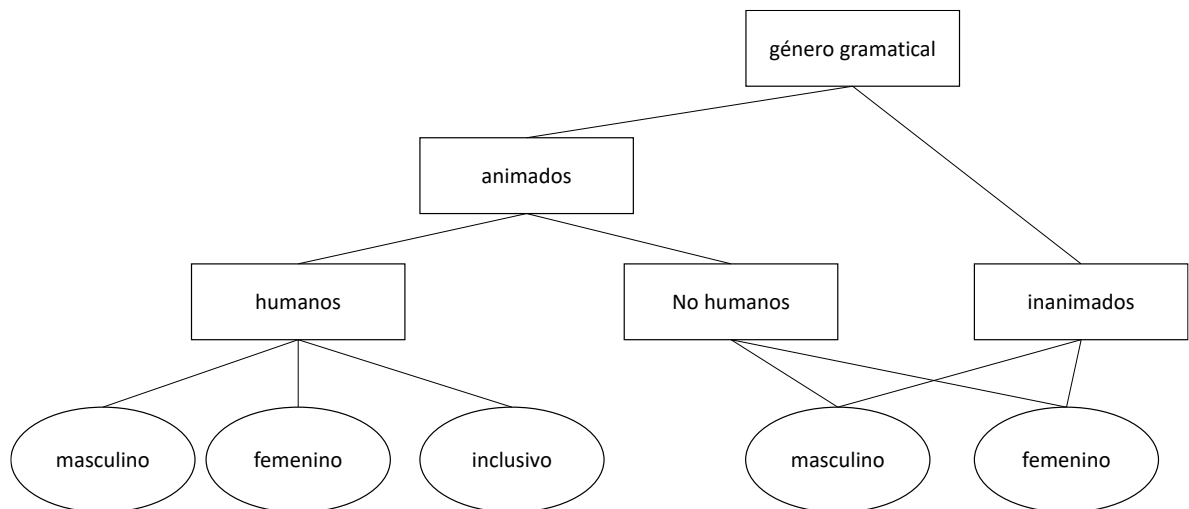 género gramatical
animados
humanos
No humanos
inanimados
masculino
femenino
inclusivo
masculino
femenino